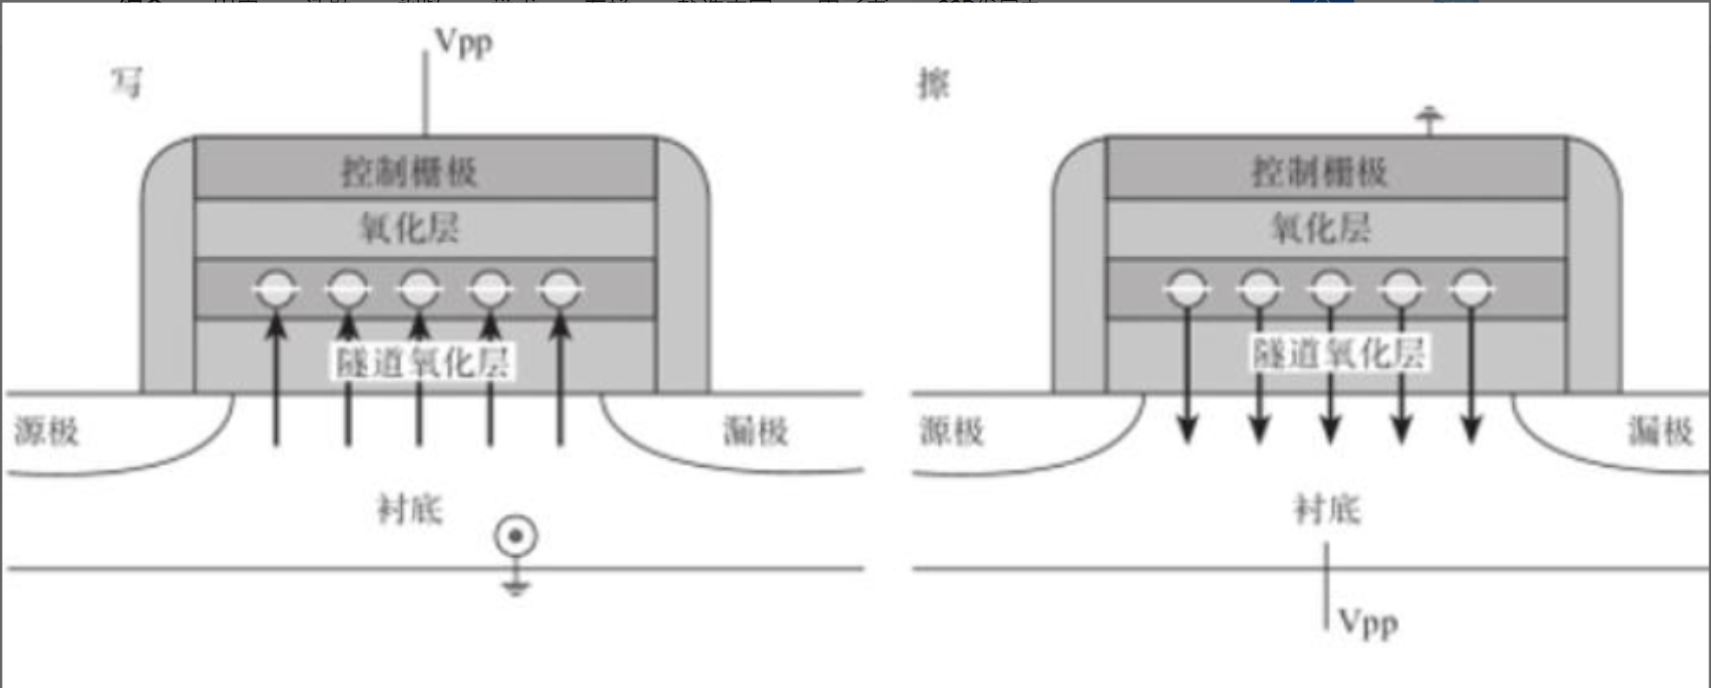 写
Vpp
控制栅极
氧化层
隧道氧化层
源极
漏极
衬底
擦
控制栅极
氧化层
隧道氧化层
源极
漏极
衬底
Vpp